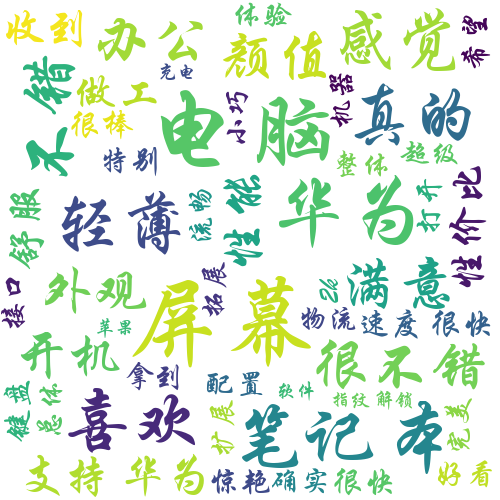 收到
办公
体验
颜值
感觉
希望
不错
做工
充电
很棒
电脑
小巧
机器
真的
特别
整体
超级
舒服
轻薄
流畅
性能
华为
打开
性价比
接口
外观
拓展
屏幕
2k
满意
苹果
物流速度
很快
开机
拿到
配置
软件
很不错
键盘
总体
喜欢
扩展
笔记本
指纹解锁
完美
支持
华为
惊艳
确实
很快
好看